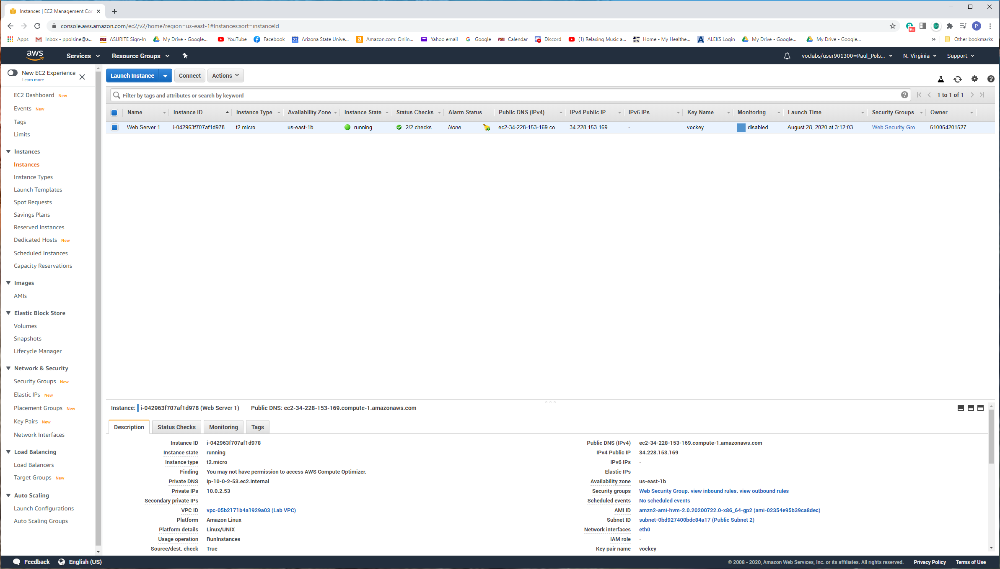 Instances | EC2 Management Cor
console.aws.amazon.com/ec2/v2/home?region=us-east-1#Instances:sort=instanceId
9+
P
Apps Inbox - ppolsine@a... ASU ASURITE Sign-In My Drive - Google... YouTube Facebook 22 Arizona State Unive... Amazon.com: Onlin... Yahoo email Google ASU Calendar Discord (1) Relaxing Music a... MHV Home - My Healthe... ALEKS Login My Drive - Google... My Drive - Google... » Other bookmarks
aws Services Resource Groups voclabs/user901300=Paul_Pols... N. Virginia Support
New EC2 Experience
Learn more
EC2 Dashboard New
Events New
Tags
Limits
Instances
Instances
Instance Types
Launch Templates
Spot Requests
Savings Plans
Reserved Instances
Dedicated Hosts New
Scheduled Instances
Capacity Reservations
Images
AMIs
Elastic Block Store
Volumes
Snapshots
Lifecycle Manager
Network & Security
Security Groups New
Elastic IPs New
Placement Groups New
Key Pairs New
Network Interfaces
Load Balancing
Load Balancers
Target Groups New
Auto Scaling
Launch Configurations
Auto Scaling Groups
Launch Instance Connect Actions
Filter by tags and attributes or search by keyword 1 to 1 of 1
Name Instance ID Instance Type Availability Zone Instance State Status Checks Alarm Status Public DNS (IPv4) IPv4 Public IP IPv6 IPs Key Name Monitoring Launch Time Security Groups Owner
Web Server 1 i-042963f707af1d978 t2.micro us-east-1b running 2/2 checks ... None ec2-34-228-153-169.co... 34.228.153.169 - vockey disabled August 28, 2020 at 3:12:03 ... Web Security Gro... 510054201527
Instance: i-042963f707af1d978 (Web Server 1) Public DNS: ec2-34-228-153-169.compute-1.amazonaws.com
Description Status Checks Monitoring Tags
Instance ID i-042963f707af1d978
Instance state running
Instance type t2.micro
Finding You may not have permission to access AWS Compute Optimizer.
Private DNS ip-10-0-2-53.ec2.internal
Private IPs 10.0.2.53
Secondary private IPs
VPC ID vpc-05b2171b4a1929a03 (Lab VPC)
Platform Amazon Linux
Platform details Linux/UNIX
Usage operation RunInstances
Source/dest. check True
Public DNS (IPv4) ec2-34-228-153-169.compute-1.amazonaws.com
IPv4 Public IP 34.228.153.169
IPv6 IPs -
Elastic IPs
Availability zone us-east-1b
Security groups Web Security Group. view inbound rules. view outbound rules
Scheduled events No scheduled events
AMI ID amzn2-ami-hvm-2.0.20200722.0-x86_64-gp2 (ami-02354e95b39ca8dec)
Subnet ID subnet-0bd927400bdc84a17 (Public Subnet 2)
Network interfaces eth0
IAM role -
Key pair name vockey
Feedback English (US) © 2008 - 2020, Amazon Web Services, Inc. or its affiliates. All rights reserved. Privacy Policy Terms of Use